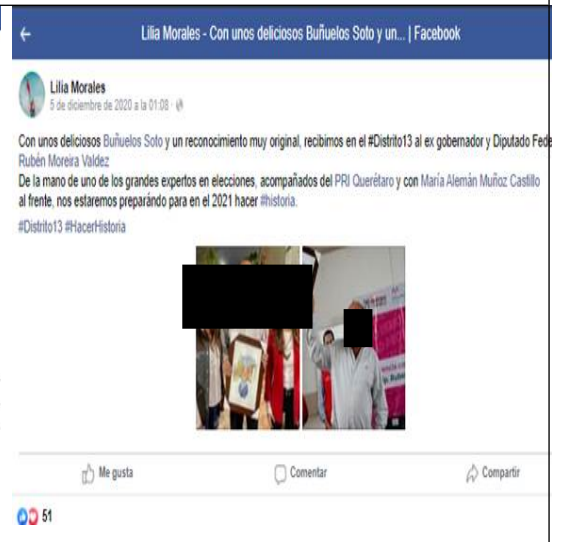 Lilia Morales - Con unos deliciosos Buñuelos Soto y un... | Facebook
Lilia Morales
5 de diciembre de 2020 a la 01:08 ·
Con unos deliciosos Buñuelos Soto y un reconocimiento muy original, recibimos en el #Distrito13 al ex gobernador y Diputado Fede
Rubén Moreira Valdez
De la mano de uno de los grandes expertos en elecciones, acompañados del PRI Querétaro y con María Alemán Muñoz Castillo
al frente, nos estaremos preparándo para en el 2021 hacer #historia.
#Distrito13 #HacerHistoria
Me gusta
Comentar
Compartir
51